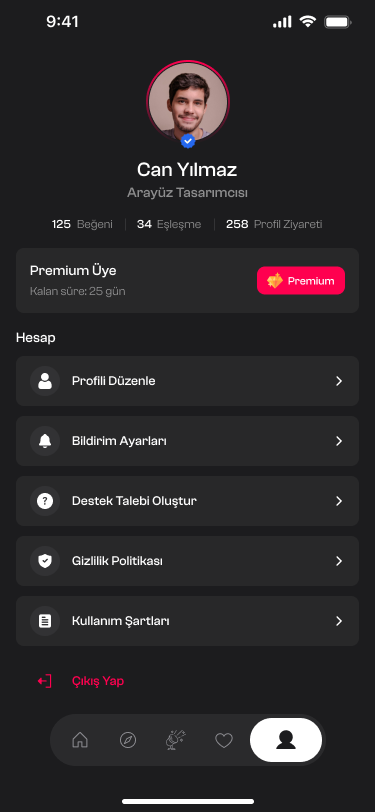 9:41
Can Yılmaz
Arayüz Tasarımcısı
125 Beğeni 34 Eşleşme 258 Profil Ziyareti
Premium Üye
Kalan süre: 25 gün
Premium
Hesap
Profili Düzenle
Bildirim Ayarları
Destek Talebi Oluştur
Gizlilik Politikası
Kullanım Şartları
Çıkış Yap